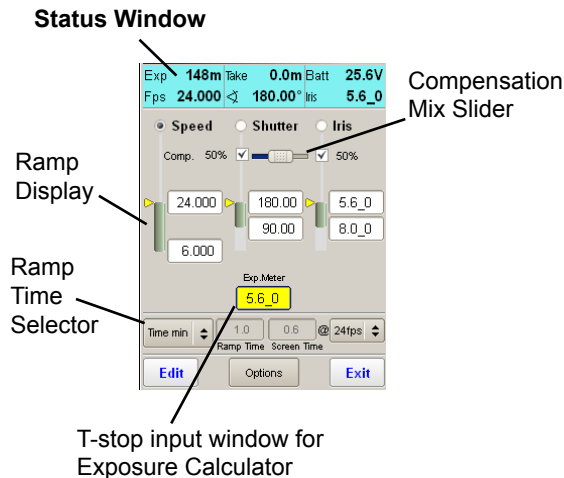 Status Window
Exp 148m Take 0.0m Batt 25.6V
Fps 24.000 ∢ 180.00° Iris 5.6_0
Compensation
Mix Slider
Speed Shutter Iris
Comp. 50% 50%
Ramp
Display
24.000 180.00 5.6_0
90.00 8.0_0
6.000
Ramp
Time
Selector
Exp.Meter
5.6_0
Time min 1.0 0.6 @ 24fps
Ramp Time Screen Time
Edit Options Exit
T-stop input window for
Exposure Calculator